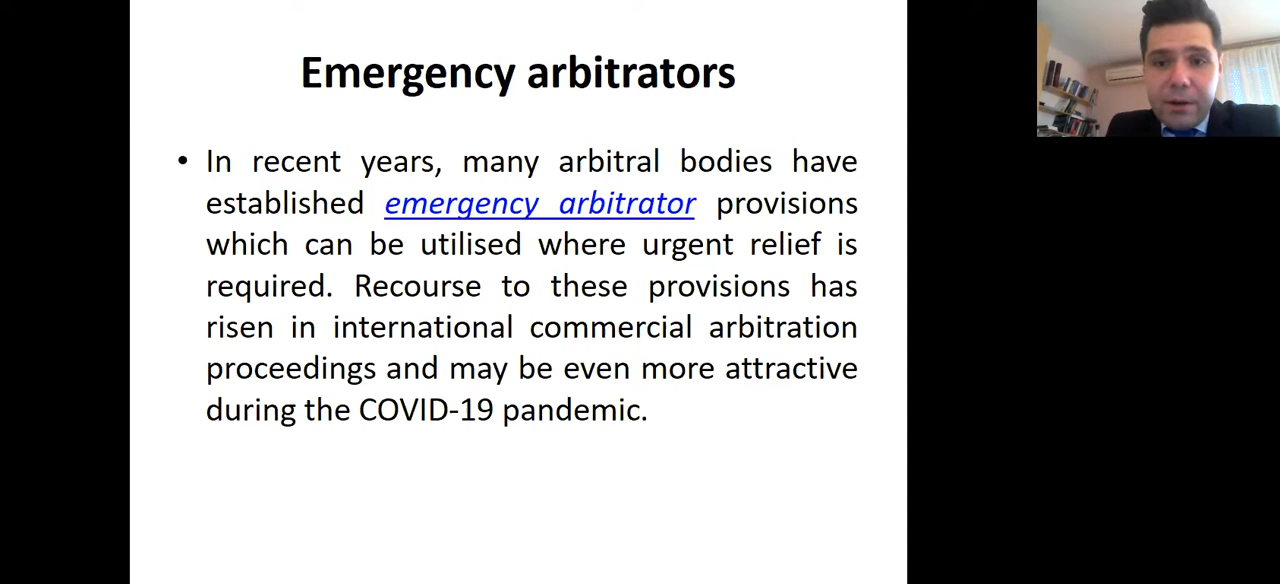 Emergency arbitrators
• In recent years, many arbitral bodies have
established emergency arbitrator provisions
which can be utilised where urgent relief is
required. Recourse to these provisions has
risen in international commercial arbitration
proceedings and may be even more attractive
during the COVID-19 pandemic.